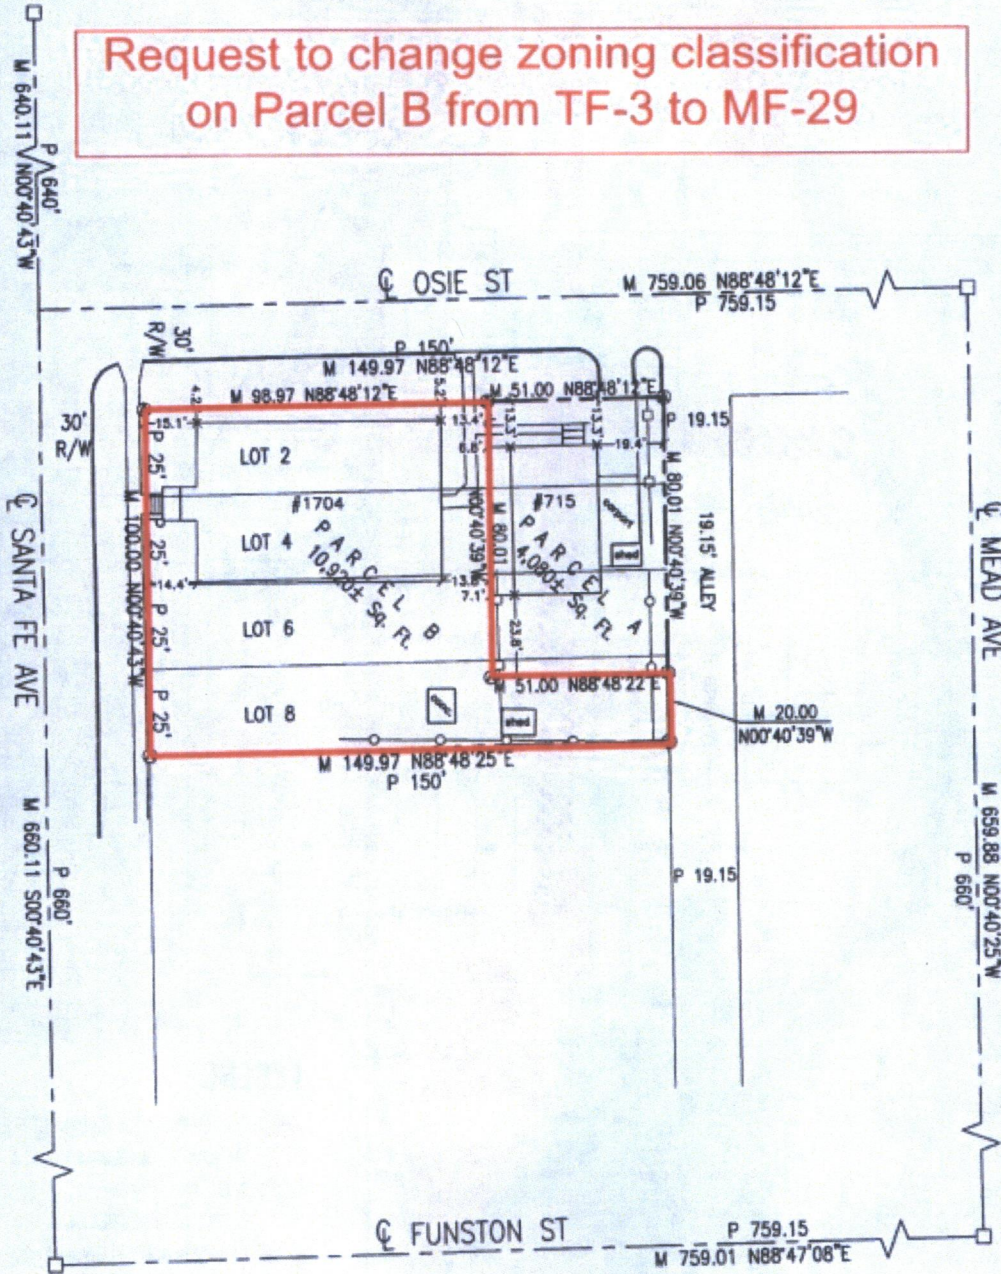 Request to change zoning classification
on Parcel B from TF-3 to MF-29
M 640.11 N00°40'43"W
P 640'
℄ OSIE ST
M 759.06 N88°48'12"E
P 759.15
30'
R/W
P 150'
M 149.97 N88°48'12"E
M 98.97 N88°48'12"E
M 51.00 N88°48'12"E
30'
R/W
15.1'
13.4'
13.3'
13.3'
6.6'
19.4'
P 19.15
P 25'
LOT 2
#1704
#715
P 25'
LOT 4
PARCEL B
10,920± SQ. FT.
N00°40'39"W
M 80.01
PARCEL A
4,080± SQ. FT.
carport
shed
M 80.01 N00°40'39"W
19.15' ALLEY
M 100.00 N00°40'43"W
14.4'
7.1'
23.6'
P 25'
LOT 6
P 25'
LOT 8
shed
M 51.00 N88°48'22"E
M 20.00
N00°40'39"W
M 149.97 N88°48'25"E
P 150'
℄ SANTA FE AVE
℄ MEAD AVE
M 660.11 S00°40'43"E
P 660'
P 19.15
M 659.88 N00°40'25"W
P 660'
℄ FUNSTON ST
P 759.15
M 759.01 N88°47'08"E